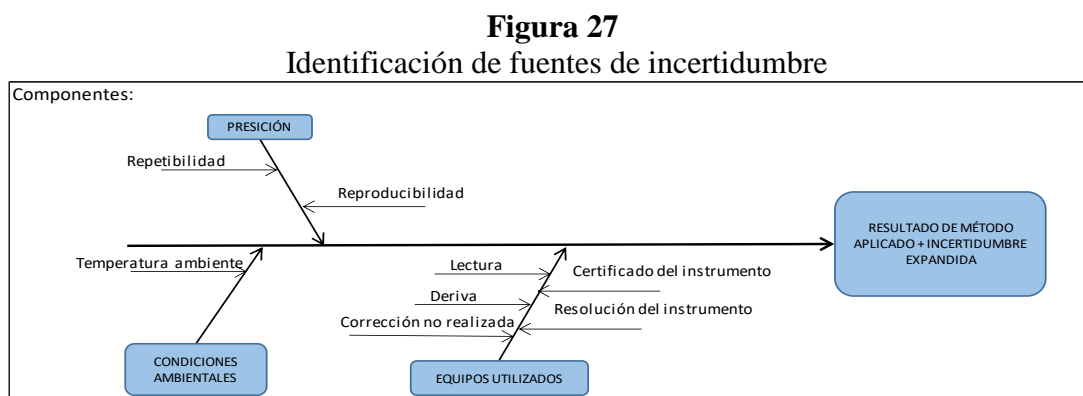 Figura 27
Identificación de fuentes de incertidumbre
Componentes:
PRESICIÓN
Repetibilidad
Reproducibilidad
RESULTADO DE MÉTODO
APLICADO + INCERTIDUMBRE
EXPANDIDA
Temperatura ambiente
Lectura
Certificado del instrumento
Deriva
Resolución del instrumento
Corrección no realizada
CONDICIONES
AMBIENTALES
EQUIPOS UTILIZADOS